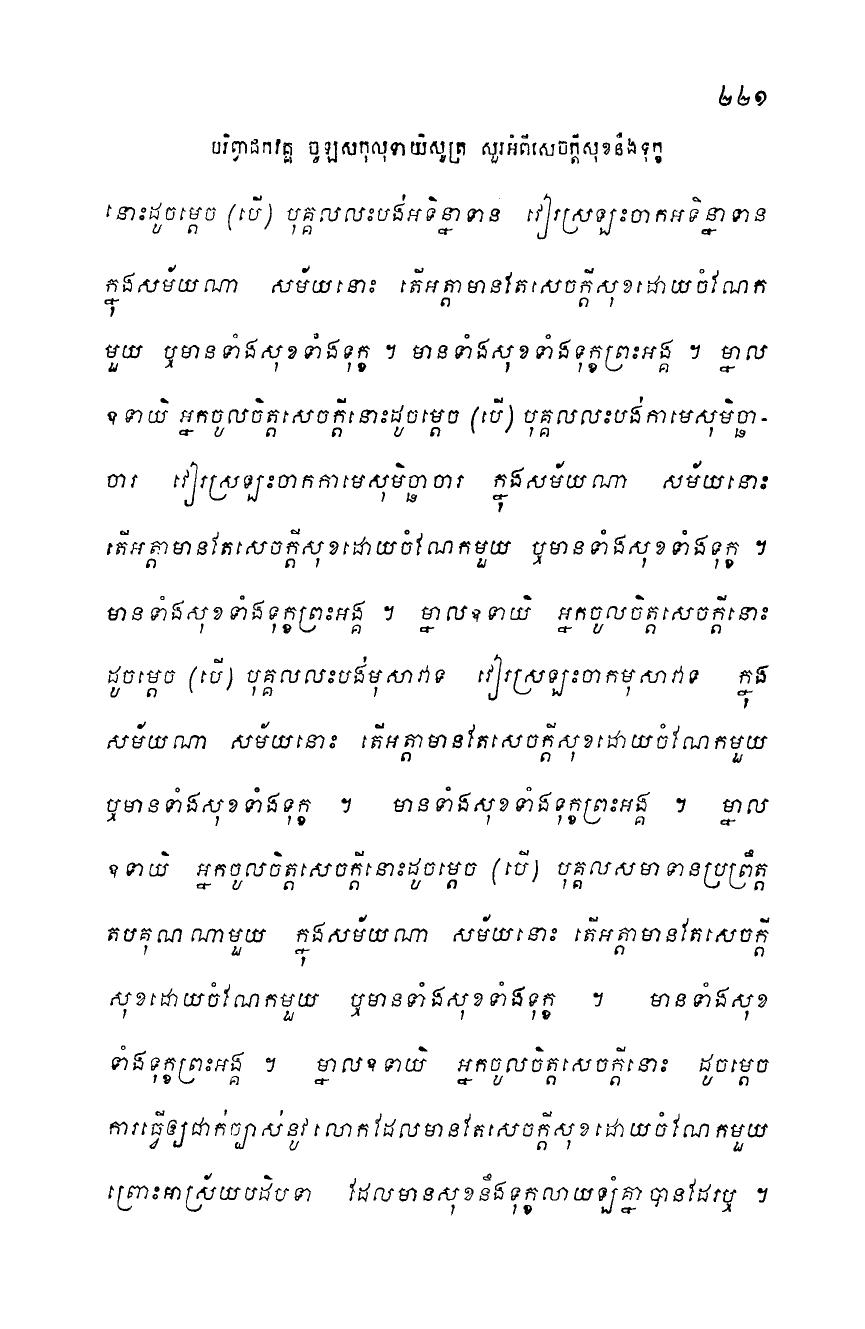 ២២១
បរិព្វាជកវគ្គ ចូឡសកុលុទាយិសូត្រ សួរអំពីសេចក្តីសុខនឹងទុក្ខ
នោះដូចម្តេច (បើ) បុគ្គលលះបង់អទិន្នាទាន វៀរស្រឡះចាកអទិន្នាទាន
ក្នុងសម័យណា សម័យនោះ តើអត្តាមានតែសេចក្តីសុខដោយចំណែក
មួយ ឬមានទាំងសុខទាំងទុក្ខ ។ មានទាំងសុខទាំងទុក្ខព្រះអង្គ ។ ម្នាល
ឧទាយិ អ្នកចូលចិត្តសេចក្តីនោះដូចម្តេច (បើ) បុគ្គលលះបង់កាមេសុមិច្ឆា-
ចារ វៀរស្រឡះចាកកាមេសុមិច្ឆាចារ ក្នុងសម័យណា សម័យនោះ
តើអត្តាមានតែសេចក្តីសុខដោយចំណែកមួយ ឬមានទាំងសុខទាំងទុក្ខ ។
មានទាំងសុខទាំងទុក្ខព្រះអង្គ ។ ម្នាលឧទាយិ អ្នកចូលចិត្តសេចក្តីនោះ
ដូចម្តេច (បើ) បុគ្គលលះបង់មុសាវាទ វៀរស្រឡះចាកមុសាវាទ ក្នុង
សម័យណា សម័យនោះ តើអត្តាមានតែសេចក្តីសុខដោយចំណែកមួយ
ឬមានទាំងសុខទាំងទុក្ខ ។ មានទាំងសុខទាំងទុក្ខព្រះអង្គ ។ ម្នាល
ឧទាយិ អ្នកចូលចិត្តសេចក្តីនោះដូចម្តេច (បើ) បុគ្គលសមាទានប្រព្រឹត្ត
តបគុណណាមួយ ក្នុងសម័យណា សម័យនោះ តើអត្តាមានតែសេចក្តី
សុខដោយចំណែកមួយ ឬមានទាំងសុខទាំងទុក្ខ ។ មានទាំងសុខ
ទាំងទុក្ខព្រះអង្គ ។ ម្នាលឧទាយិ អ្នកចូលចិត្តសេចក្តីនោះ ដូចម្តេច
ការធ្វើឲ្យជាក់ច្បាស់នូវលោកដែលមានតែសេចក្តីសុខដោយចំណែកមួយ
ព្រោះអាស្រ័យបដិបទា ដែលមានសុខនឹងទុក្ខលាយឡំគ្នា បានដែរឬ ។